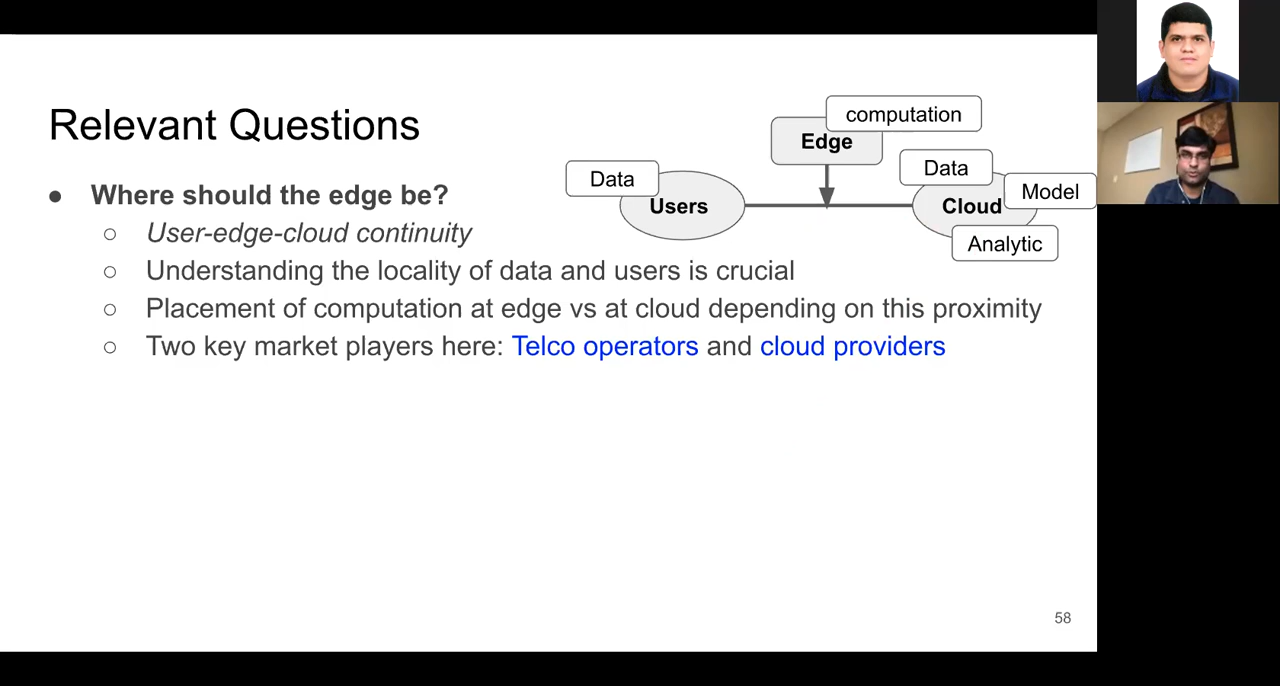 Relevant Questions
computation
Edge
Data
Data
Users
Cloud
Model
Analytic
● Where should the edge be?
○ User-edge-cloud continuity
○ Understanding the locality of data and users is crucial
○ Placement of computation at edge vs at cloud depending on this proximity
○ Two key market players here: Telco operators and cloud providers
58